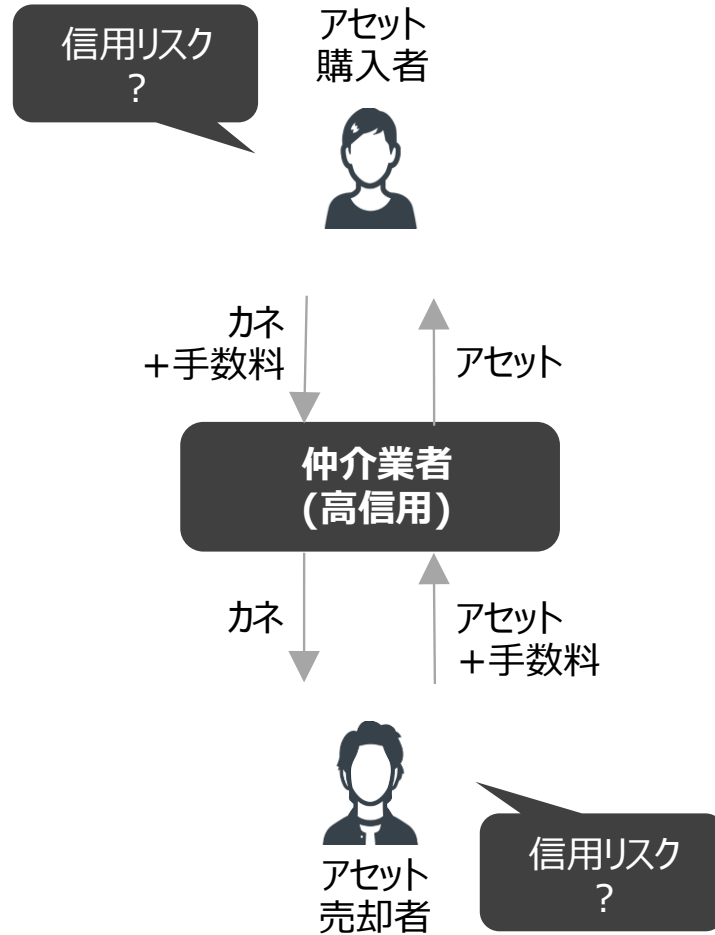 信用リスク
?
アセット
購入者
カネ
+手数料
アセット
仲介業者
(高信用)
カネ
アセット
+手数料
アセット
売却者
信用リスク
?